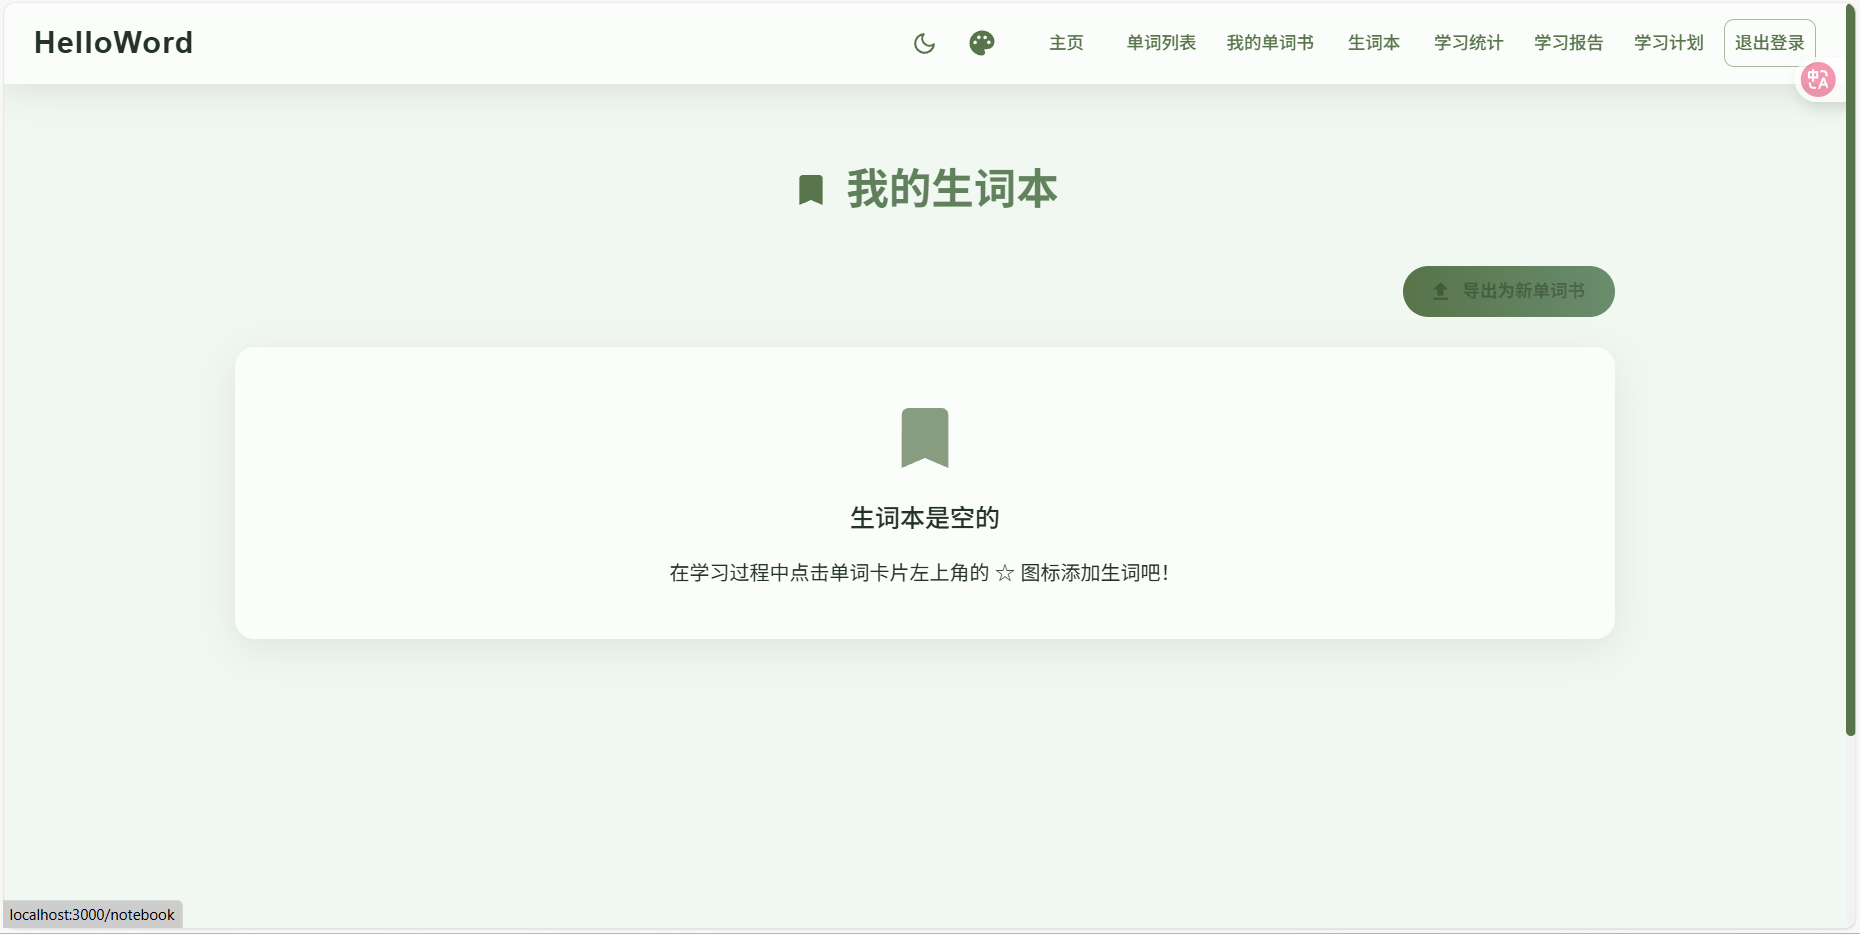 HelloWord
主页 单词列表 我的单词书 生词本 学习统计 学习报告 学习计划 退出登录
中A
我的生词本
导出为新单词书
生词本是空的
在学习过程中点击单词卡片左上角的 ☆ 图标添加生词吧！
localhost:3000/notebook